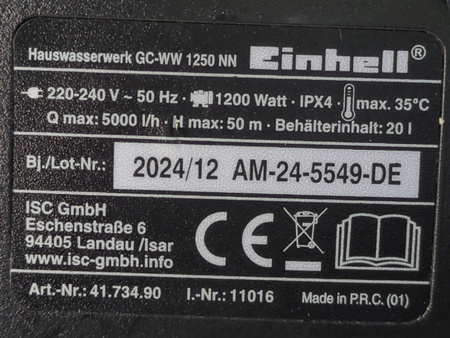 Hauswasserwerk GC-WW 1250 NN Einhell®
220-240 V ~ 50 Hz · 1200 Watt · IPX4 · max. 35°C
Q max: 5000 l/h · H max: 50 m · Behälterinhalt: 20 l
Bj./Lot-Nr.: 2024/12 AM-24-5549-DE
ISC GmbH
Eschenstraße 6
94405 Landau /Isar
www.isc-gmbh.info
CE
Art.-Nr.: 41.734.90 I.-Nr.: 11016 Made in P.R.C. (01)